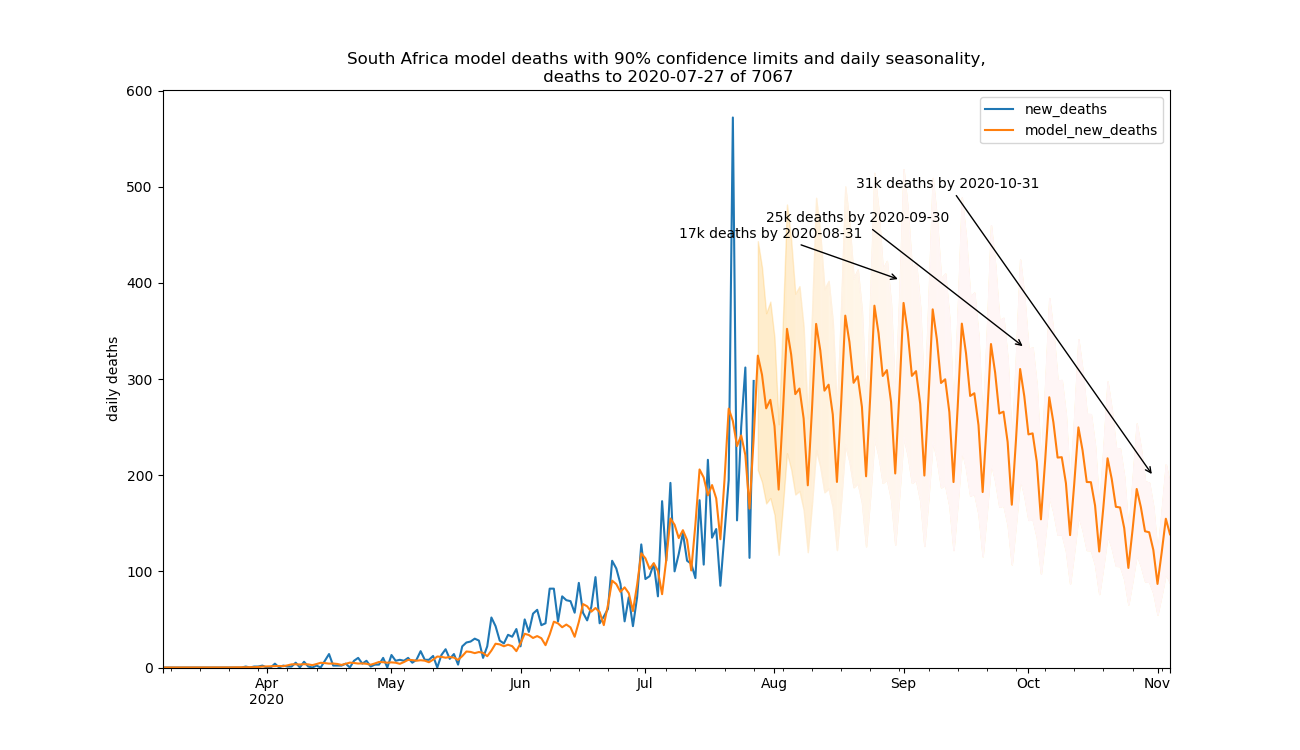 South Africa model deaths with 90% confidence limits and daily seasonality,
deaths to 2020-07-27 of 7067
600
new_deaths
model_new_deaths
500
31k deaths by 2020-10-31
25k deaths by 2020-09-30
17k deaths by 2020-08-31
400
daily deaths
300
200
100
0
Apr
2020
May
Jun
Jul
Aug
Sep
Oct
Nov